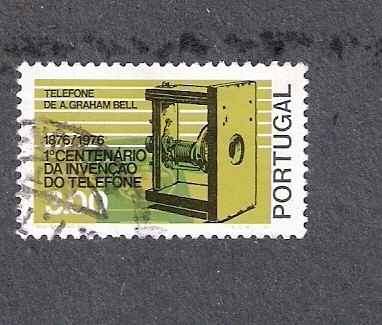 TELEFONE
DE A.GRAHAM BELL
1876/1976
1º CENTENÁRIO
DA INVENÇÃO
DO TELEFONE
3.00
PORTUGAL